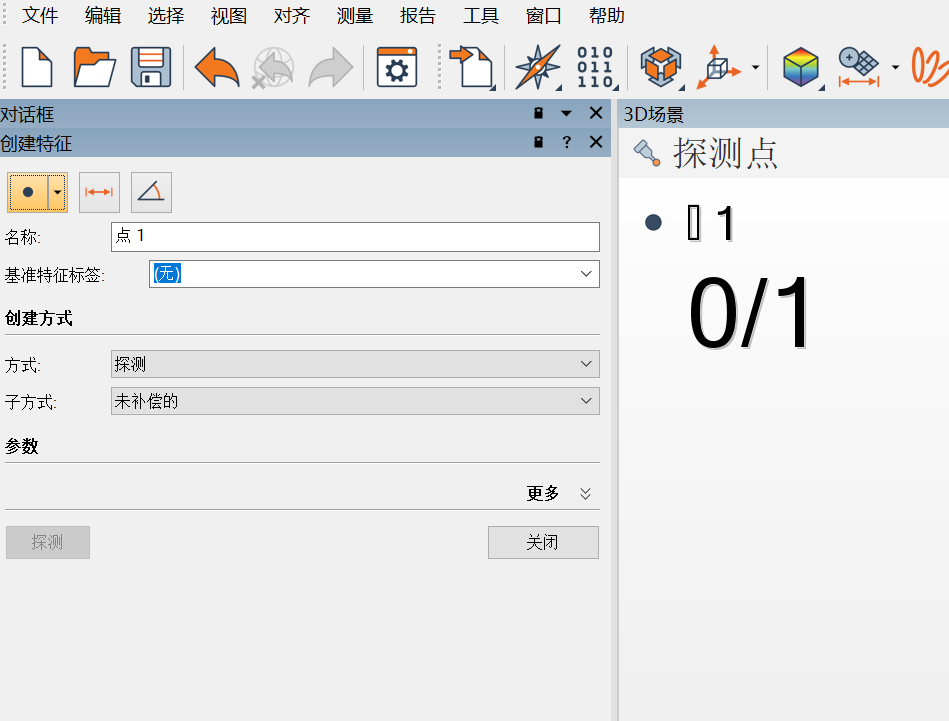 文件 编辑 选择 视图 对齐 测量 报告 工具 窗口 帮助
010
011
110
对话框
创建特征
?
名称: 点 1
基准特征标签: (无)
创建方式
方式: 探测
子方式: 未补偿的
参数
更多
探测 关闭
3D场景
探测点
▯ 1
0/1